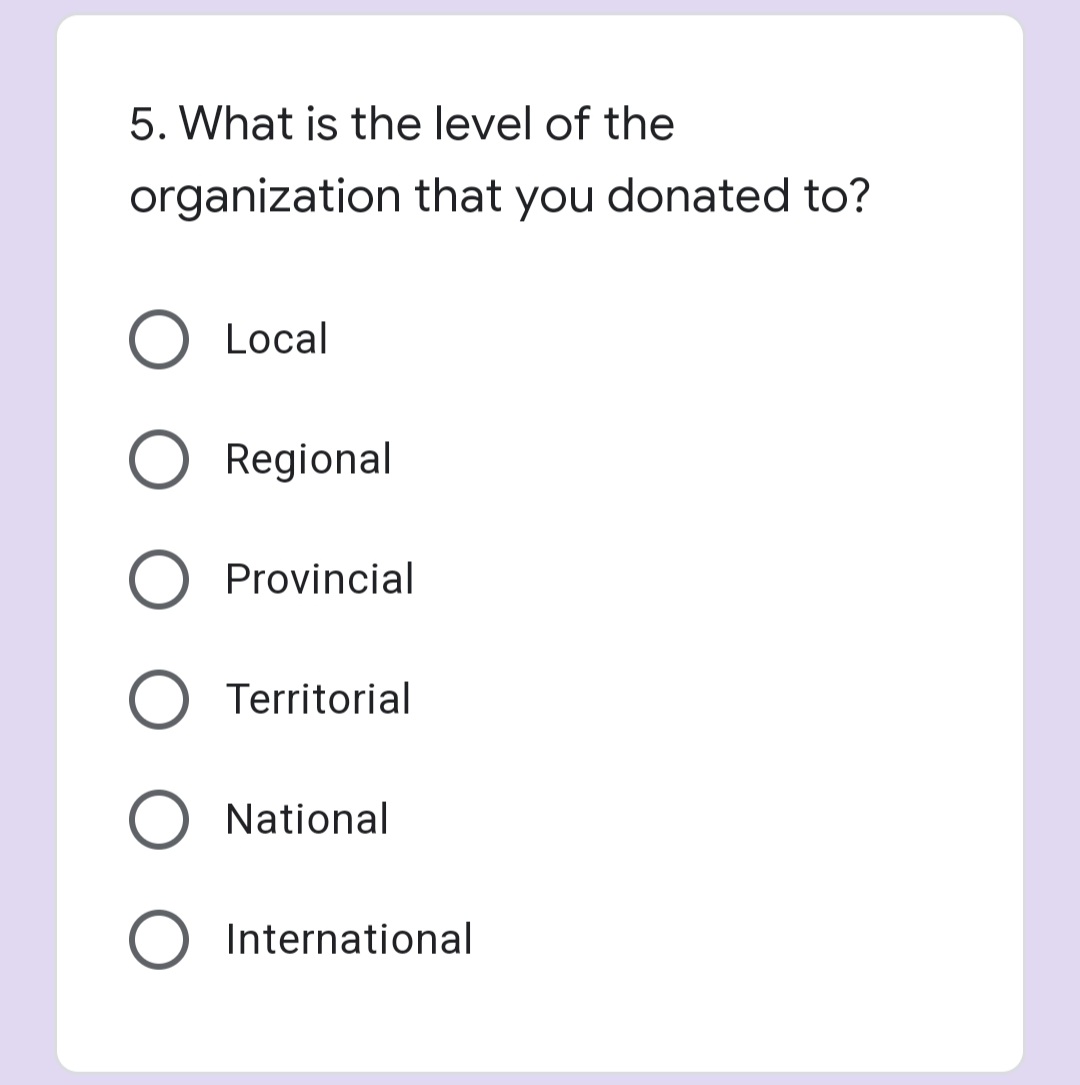 5. What is the level of the
organization that you donated to?
Local
Regional
Provincial
Territorial
National
International